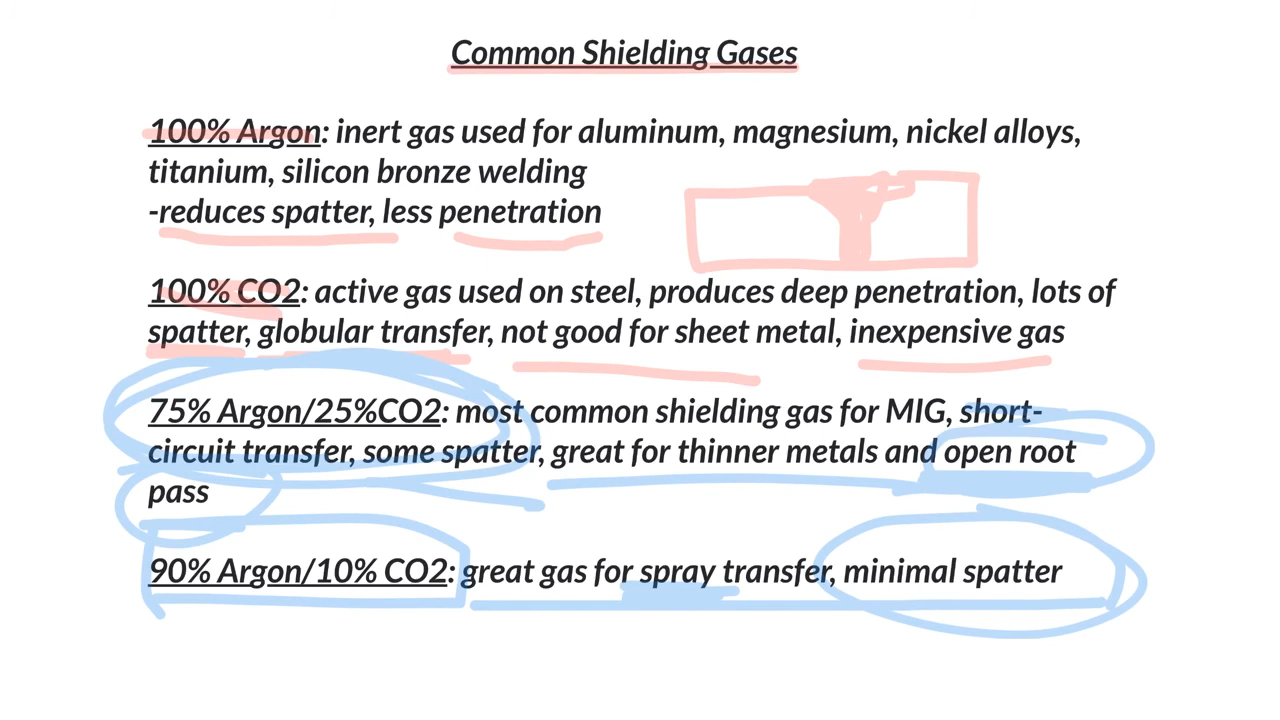 Common Shielding Gases
100% Argon: inert gas used for aluminum, magnesium, nickel alloys,
titanium, silicon bronze welding
-reduces spatter, less penetration
100% CO2: active gas used on steel, produces deep penetration, lots of
spatter, globular transfer, not good for sheet metal, inexpensive gas
75% Argon/25%CO2: most common shielding gas for MIG, short-
circuit transfer, some spatter, great for thinner metals and open root
pass
90% Argon/10% CO2: great gas for spray transfer, minimal spatter